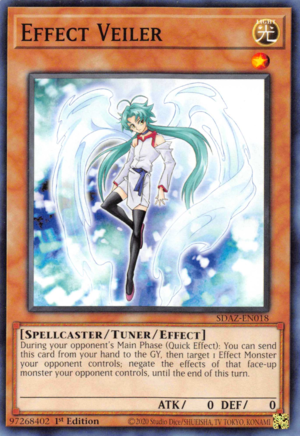 EFFECT VEILER
LIGHT
光
SDAZ-EN018
[SPELLCASTER/TUNER/EFFECT]
During your opponent's Main Phase (Quick Effect): You can send
this card from your hand to the GY, then target 1 Effect Monster
your opponent controls; negate the effects of that face-up
monster your opponent controls, until the end of this turn.
ATK/ 0 DEF/ 0
97268402 1st Edition ©2020 Studio Dice/SHUEISHA, TV TOKYO, KONAMI